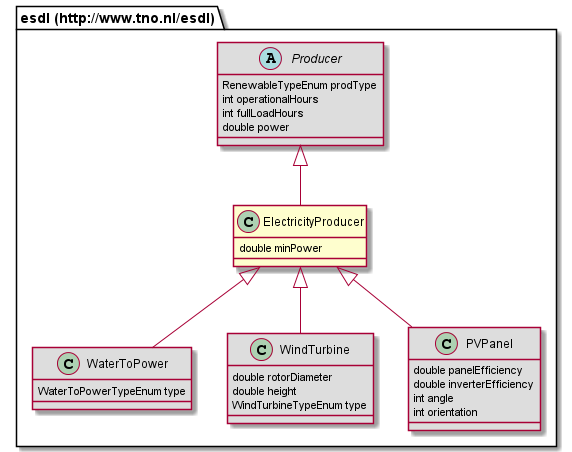 esdl (http://www.tno.nl/esdl)
A Producer
RenewableTypeEnum prodType
int operationalHours
int fullLoadHours
double power
C ElectricityProducer
double minPower
C WaterToPower
WaterToPowerTypeEnum type
C WindTurbine
double rotorDiameter
double height
WindTurbineTypeEnum type
C PVPanel
double panelEfficiency
double inverterEfficiency
int angle
int orientation